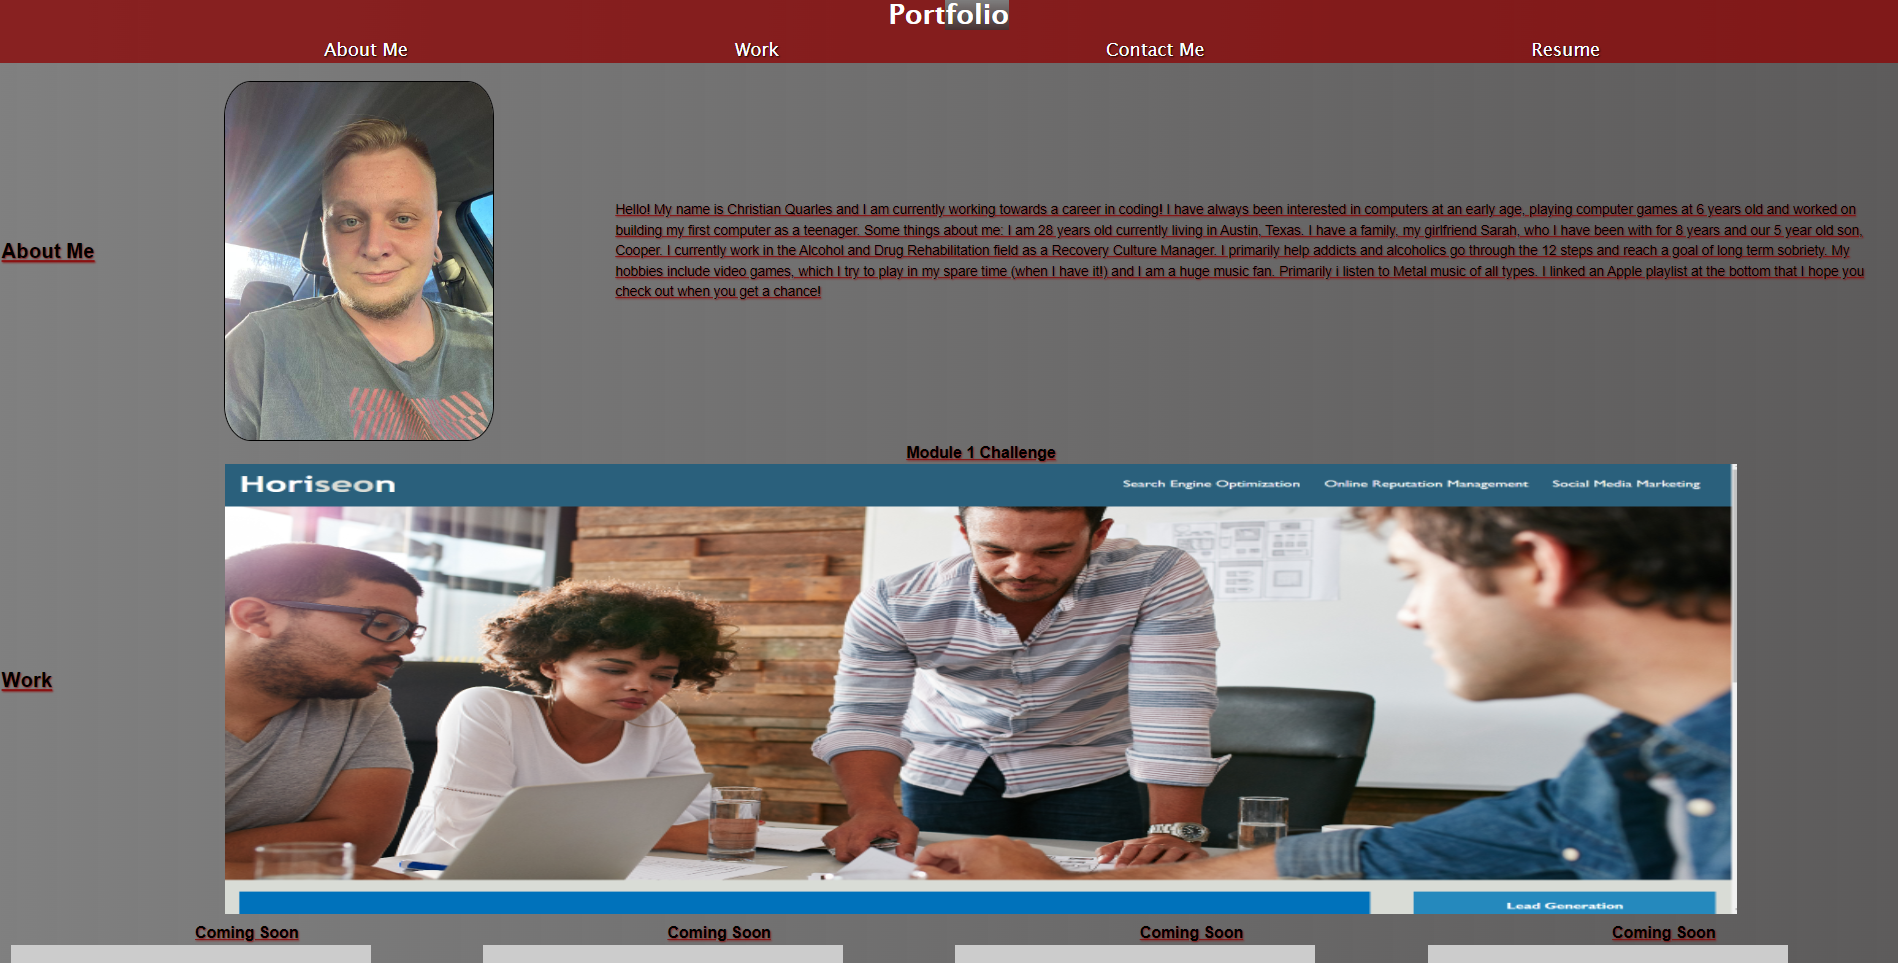 Portfolio
About Me Work Contact Me Resume
About Me
Hello! My name is Christian Quarles and I am currently working towards a career in coding! I have always been interested in computers at an early age, playing computer games at 6 years old and worked on
building my first computer as a teenager. Some things about me: I am 28 years old currently living in Austin, Texas. I have a family, my girlfriend Sarah, who I have been with for 8 years and our 5 year old son,
Cooper. I currently work in the Alcohol and Drug Rehabilitation field as a Recovery Culture Manager. I primarily help addicts and alcoholics go through the 12 steps and reach a goal of long term sobriety. My
hobbies include video games, which I try to play in my spare time (when I have it!) and I am a huge music fan. Primarily i listen to Metal music of all types. I linked an Apple playlist at the bottom that I hope you
check out when you get a chance!
Module 1 Challenge
Horiseon Search Engine Optimization Online Reputation Management Social Media Marketing
Work
Lead Generation
Coming Soon Coming Soon Coming Soon Coming Soon